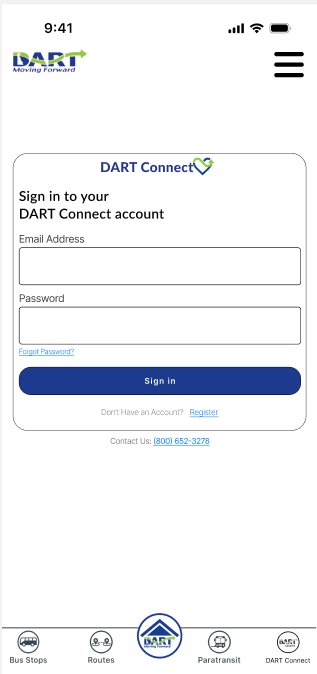 9:41
DART
Moving Forward
DART Connect
Sign in to your
DART Connect account
Email Address
Password
Forgot Password?
Sign in
Don't Have an Account? Register
Contact Us: (800) 652-3278
DART
Moving Forward
Bus Stops
Routes
Paratransit
DART
DART Connect